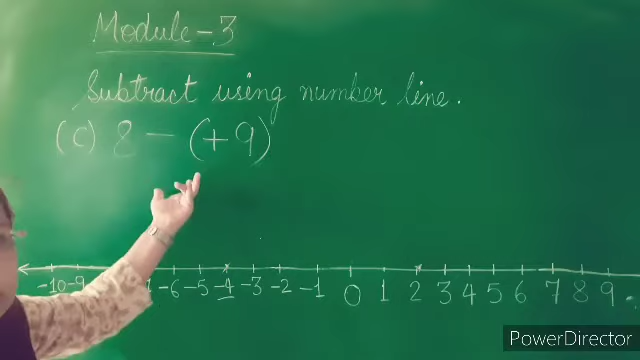 Module-3
Subtract using number line.
(C) 8 - (+9)
-10 -9 -6 -5 -4 -3 -2 -1 0 1 2 3 4 5 6 7 8 9
PowerDirector